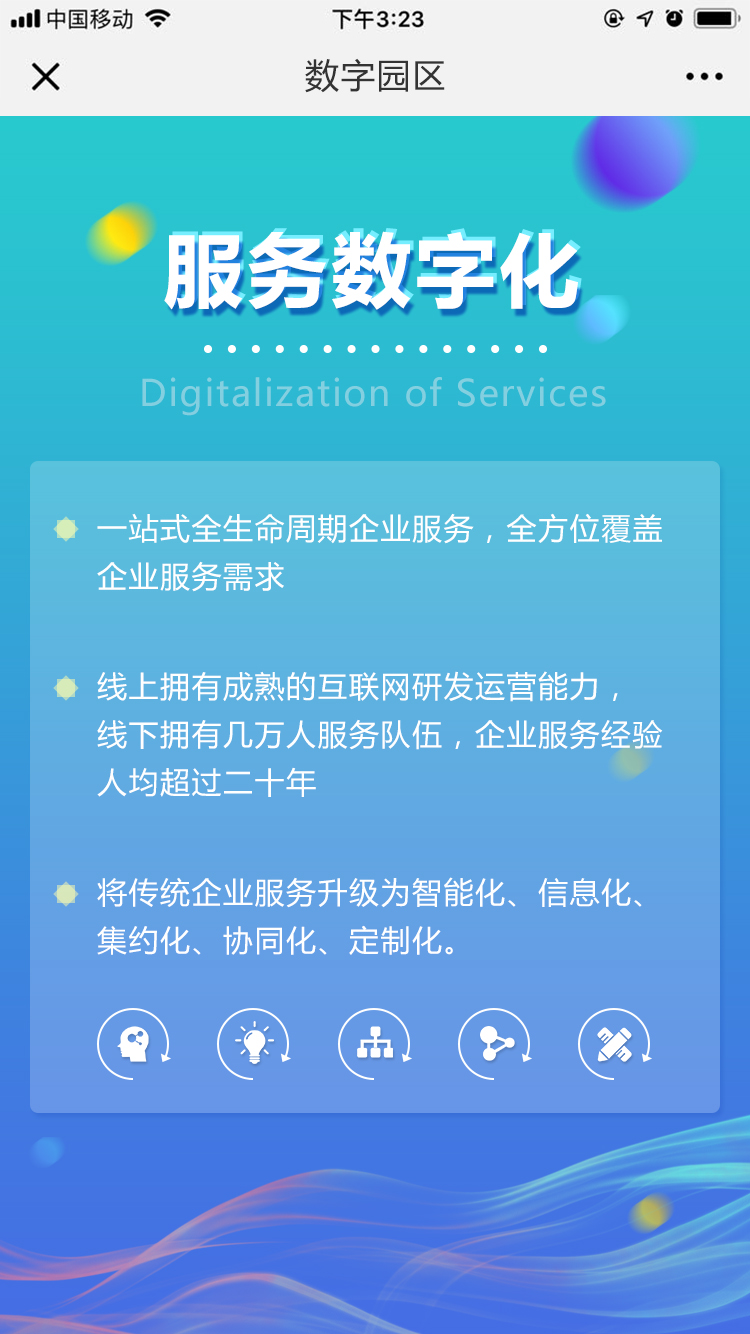 中国移动
下午3:23
数字园区
服务数字化
Digitalization of Services
一站式全生命周期企业服务，全方位覆盖
企业服务需求
线上拥有成熟的互联网研发运营能力，
线下拥有几万人服务队伍，企业服务经验
人均超过二十年
将传统企业服务升级为智能化、信息化、
集约化、协同化、定制化。